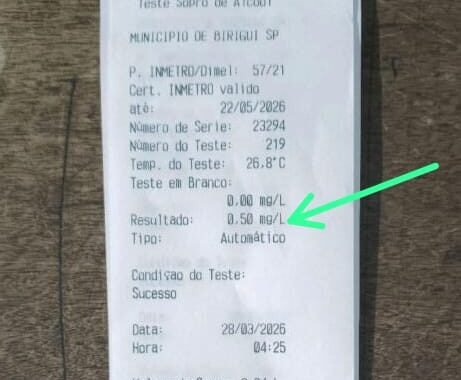 Teste Sopro de Álcool
MUNICIPIO DE BIRIGUI SP
P. INMETRO/Dimel: 57/21
Cert. INMETRO valido
até: 22/05/2026
Número de Serie: 23294
Número do Teste: 219
Temp. do Teste: 26.8°C
Teste em Branco:
0,00 mg/L
Resultado: 0,50 mg/L
Tipo: Automático
Condiçao do Teste:
Sucesso
Data: 28/03/2026
Hora: 04:25